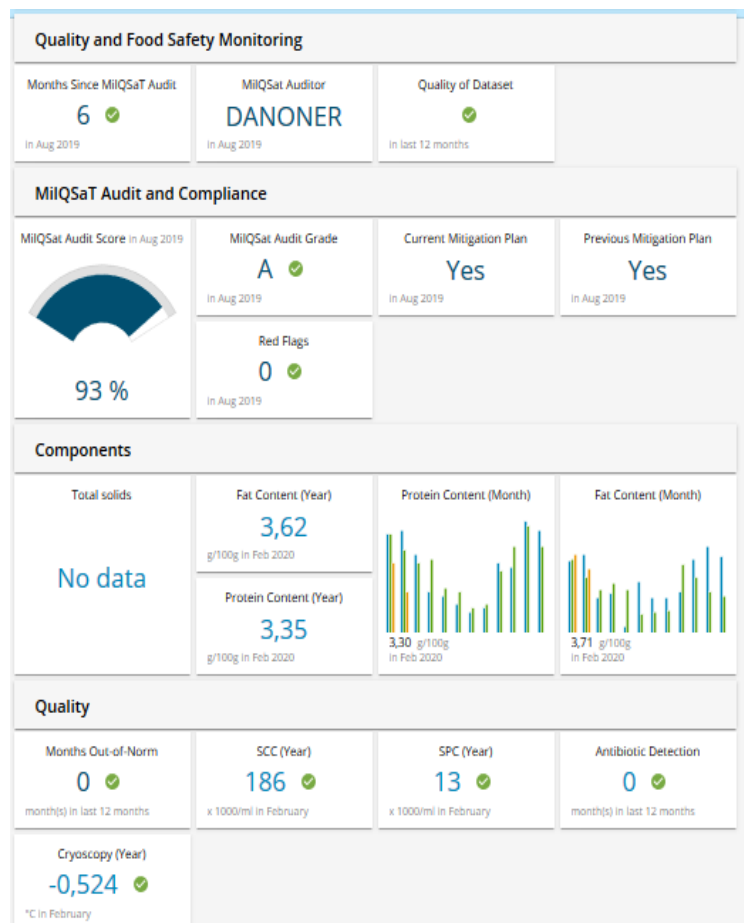 Quality and Food Safety Monitoring
Months Since MilQSaT Audit
6
in Aug 2019
MilQSat Auditor
DANONER
in Aug 2019
Quality of Dataset
in last 12 months
MilQSaT Audit and Compliance
MilQSat Audit Score in Aug 2019
93 %
MilQSat Audit Grade
A
in Aug 2019
Current Mitigation Plan
Yes
in Aug 2019
Previous Mitigation Plan
Yes
in Aug 2019
Red Flags
0
in Aug 2019
Components
Total solids
No data
Fat Content (Year)
3,62
g/100g in Feb 2020
Protein Content (Year)
3,35
g/100g in Feb 2020
Protein Content (Month)
3,30 g/100g
in Feb 2020
Fat Content (Month)
3,71 g/100g
in Feb 2020
Quality
Months Out-of-Norm
0
month(s) in last 12 months
SCC (Year)
186
x 1000/ml in February
SPC (Year)
13
x 1000/ml in February
Antibiotic Detection
0
month(s) in last 12 months
Cryoscopy (Year)
-0,524
°C in February